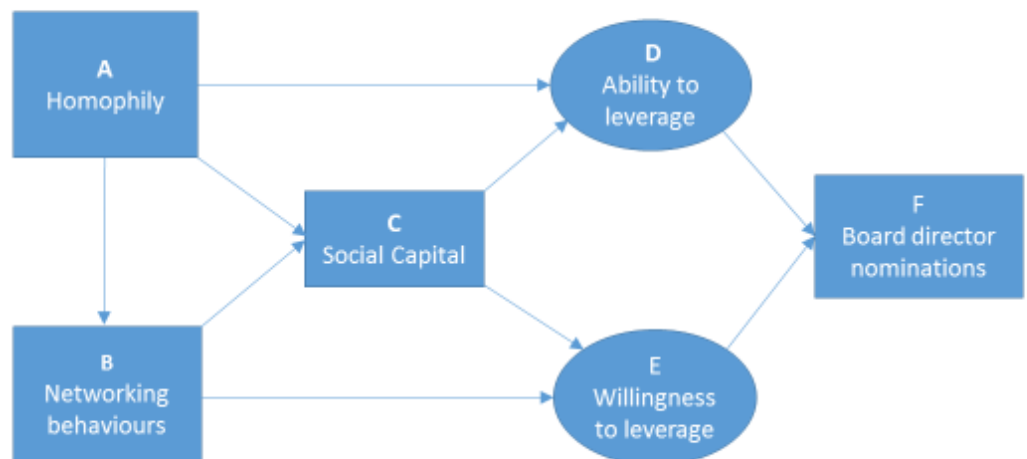 A
Homophily
D
Ability to
leverage
C
Social Capital
F
Board director
nominations
B
Networking
behaviours
E
Willingness
to leverage